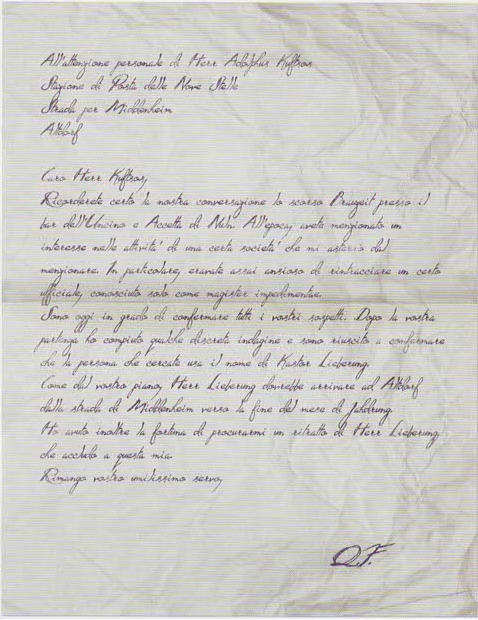 All'attenzione personale di Herr Adolphus Kuftsos
Stazione di Posta delle Nove Stelle
Strada per Middenheim
Altdorf
Caro Herr Kuftsos,
Ricorderete certo la nostra conversazione lo scorso Brauzeit presso il
bar dell'Uncino e Accetta di Nuln. All'epoca, avete menzionato un
interesse nelle attivita' di una certa societa' che mi asterrò dal
menzionare. In particolare, eravate assai ansioso di rintracciare un certo
ufficiale, conosciuto solo come magister impedimentae.
Sono oggi in grado di confermare tutti i vostri sospetti. Dopo la vostra
partenza ho compiuto qualche discreta indagine e sono riuscito a confermare
che la persona che cercate usa il nome di Kastor Lieberung.
Come dal vostro piano, Herr Lieberung dovrebbe arrivare ad Altdorf
dalla strada di Middenheim verso la fine del mese di Jahdrung.
Ho avuto inoltre la fortuna di procurarmi un ritratto di Herr Lieberung,
che accludo a questa mia.
Rimango vostro umilissimo servo,
Q.F.